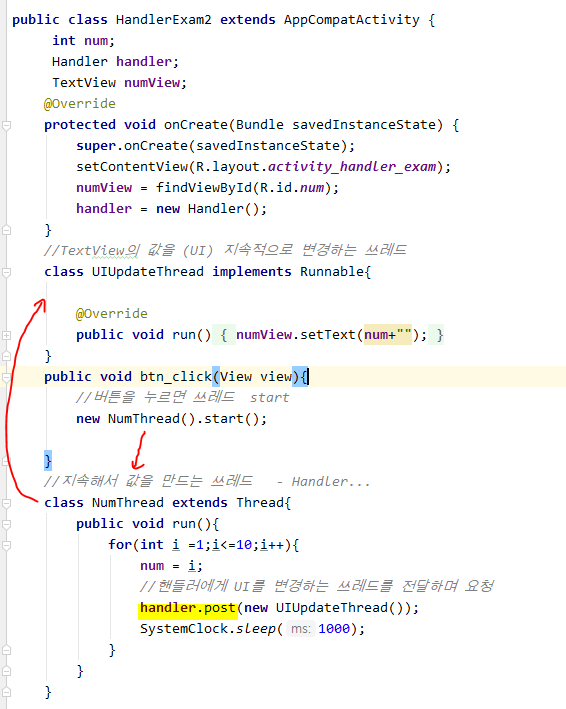 public class HandlerExam2 extends AppCompatActivity {
int num;
Handler handler;
TextView numView;
@Override
protected void onCreate(Bundle savedInstanceState) {
super.onCreate(savedInstanceState);
setContentView(R.layout.activity_handler_exam);
numView = findViewById(R.id.num);
handler = new Handler();
}
//TextView의 값을 (UI) 지속적으로 변경하는 쓰레드
class UIUpdateThread implements Runnable{
@Override
public void run() { numView.setText(num+""); }
}
public void btn_click(View view){
//버튼을 누르면 쓰레드 start
new NumThread().start();
}
//지속해서 값을 만드는 쓰레드 - Handler...
class NumThread extends Thread{
public void run(){
for(int i =1;i<=10;i++){
num = i;
//핸들러에게 UI를 변경하는 쓰레드를 전달하며 요청
handler.post(new UIUpdateThread());
SystemClock.sleep( ms: 1000);
}
}
}